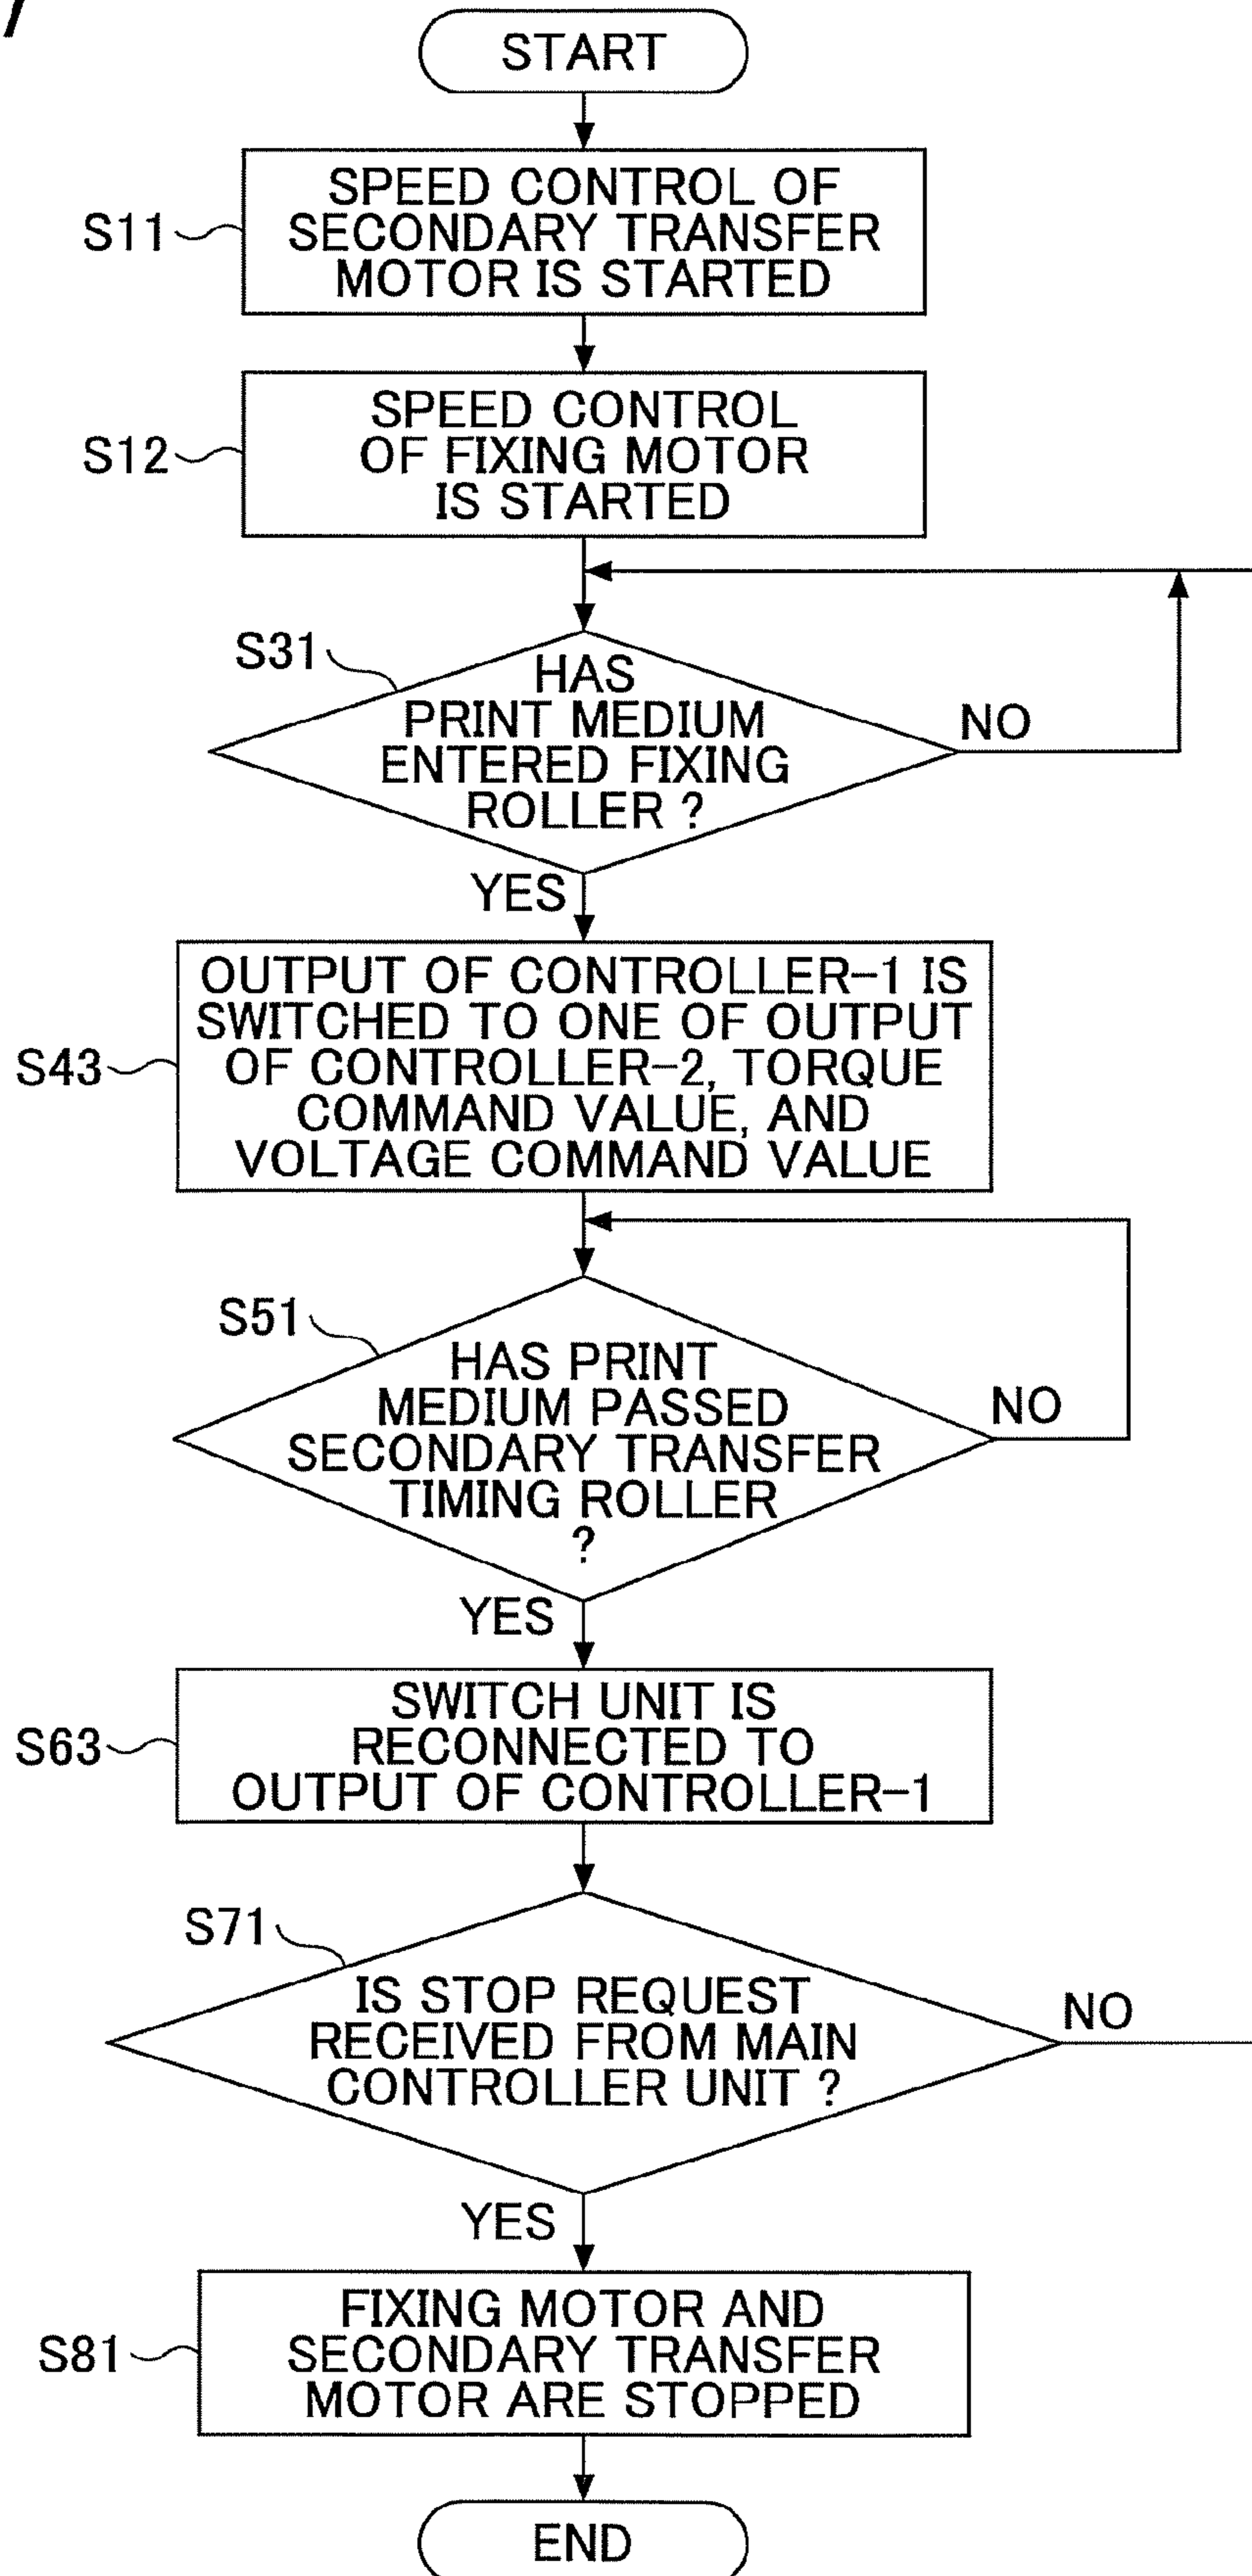 START
S11
SPEED CONTROL OF
SECONDARY TRANSFER
MOTOR IS STARTED
S12
SPEED CONTROL
OF FIXING MOTOR
IS STARTED
S31
HAS
PRINT MEDIUM
ENTERED FIXING
ROLLER ?
NO
YES
S43
OUTPUT OF CONTROLLER-1 IS
SWITCHED TO ONE OF OUTPUT
OF CONTROLLER-2, TORQUE
COMMAND VALUE, AND
VOLTAGE COMMAND VALUE
S51
HAS PRINT
MEDIUM PASSED
SECONDARY TRANSFER
TIMING ROLLER
?
NO
YES
S63
SWITCH UNIT IS
RECONNECTED TO
OUTPUT OF CONTROLLER-1
S71
IS STOP REQUEST
RECEIVED FROM MAIN
CONTROLLER UNIT ?
NO
YES
S81
FIXING MOTOR AND
SECONDARY TRANSFER
MOTOR ARE STOPPED
END